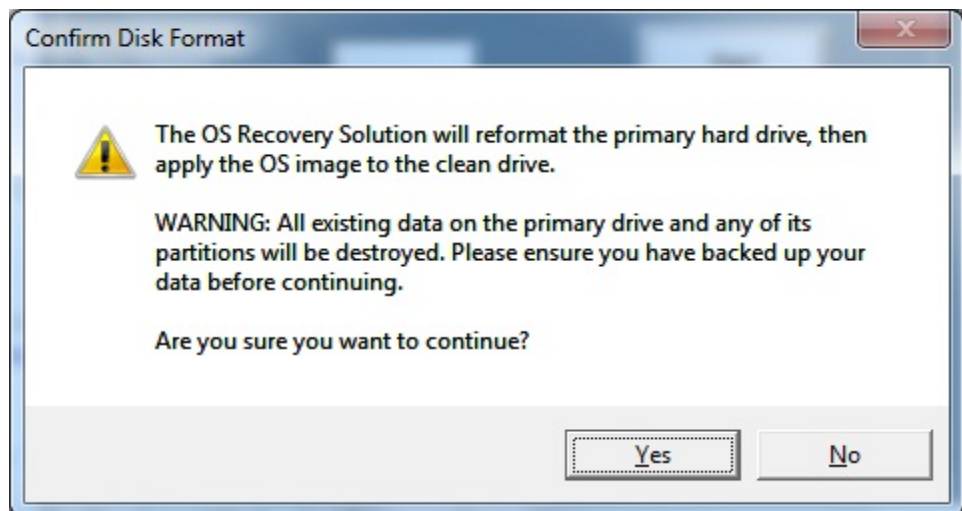 Confirm Disk Format
The OS Recovery Solution will reformat the primary hard drive, then
apply the OS image to the clean drive.
WARNING: All existing data on the primary drive and any of its
partitions will be destroyed. Please ensure you have backed up your
data before continuing.
Are you sure you want to continue?
Yes
No